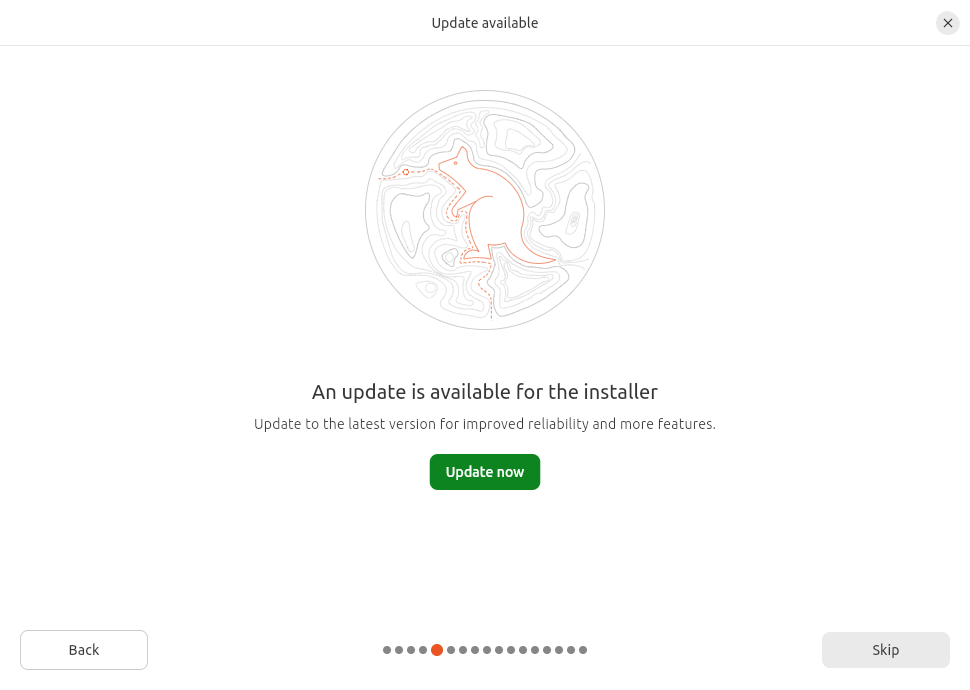 Update available
An update is available for the installer
Update to the latest version for improved reliability and more features.
Update now
Back
Skip